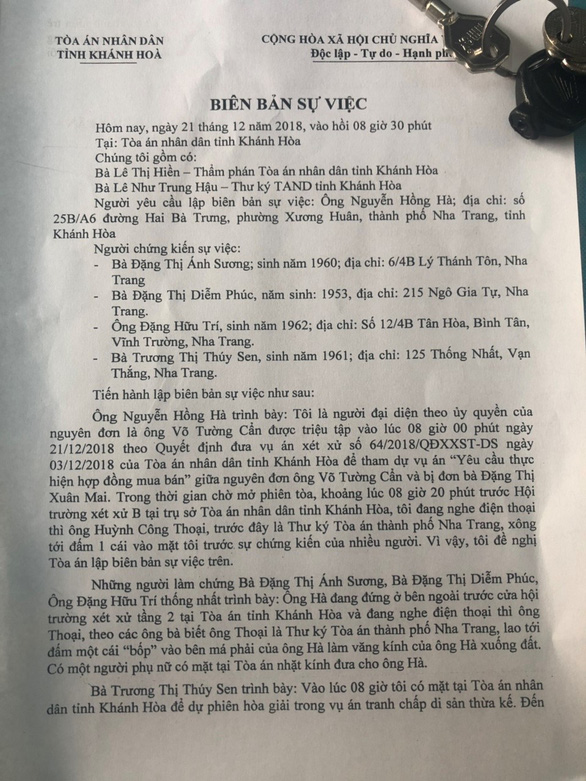 TÒA ÁN NHÂN DÂN
TỈNH KHÁNH HOÀ
CỘNG HÒA XÃ HỘI CHỦ NGHĨA
Độc lập - Tự do - Hạnh
BIÊN BẢN SỰ VIỆC
Hôm nay, ngày 21 tháng 12 năm 2018, vào hồi 08 giờ 30 phút
Tại: Tòa án nhân dân tỉnh Khánh Hòa
Chúng tôi gồm có:
Bà Lê Thị Hiền – Thẩm phán Tòa án nhân dân tỉnh Khánh Hòa
Bà Lê Như Trung Hậu – Thư ký TAND tỉnh Khánh Hòa
Người yêu cầu lập biên bản sự việc: Ông Nguyễn Hồng Hà; địa chỉ: số
25B/A6 đường Hai Bà Trưng, phường Xương Huân, thành phố Nha Trang, tỉnh
Khánh Hòa
Người chứng kiến sự việc:
- Bà Đặng Thị Ánh Sương; sinh năm 1960; địa chỉ: 6/4B Lý Thánh Tôn, Nha
Trang
- Bà Đặng Thị Diễm Phúc, năm sinh: 1953, địa chỉ: 215 Ngô Gia Tự, Nha
Trang.
- Ông Đặng Hữu Trí, sinh năm 1962; địa chỉ: Số 12/4B Tân Hòa, Bình Tân,
Vĩnh Trường, Nha Trang.
- Bà Trương Thị Thúy Sen, sinh năm 1961; địa chỉ: 125 Thống Nhất, Vạn
Thắng, Nha Trang.
Tiến hành lập biên bản sự việc như sau:
Ông Nguyễn Hồng Hà trình bày: Tôi là người đại diện theo ủy quyền của
nguyên đơn là ông Võ Tường Cẩn được triệu tập vào lúc 08 giờ 00 phút ngày
21/12/2018 theo Quyết định đưa vụ án xét xử số 64/2018/QĐXXST-DS ngày
03/12/2018 của Tòa án nhân dân tỉnh Khánh Hòa để tham dự vụ án “Yêu cầu thực
hiện hợp đồng mua bán” giữa nguyên đơn ông Võ Tường Cẩn và bị đơn bà Đặng Thị
Xuân Mai. Trong thời gian chờ mở phiên tòa, khoảng lúc 08 giờ 20 phút trước Hội
trường xét xử B tại trụ sở Tòa án nhân dân tỉnh Khánh Hòa, tôi đang nghe điện thoại
thì ông Huỳnh Công Thoại, trước đây là Thư ký Tòa án thành phố Nha Trang, xông
tới đấm 1 cái vào mặt tôi trước sự chứng kiến của nhiều người. Vì vậy, tôi đề nghị
Tòa án lập biên bản sự việc trên.
Những người làm chứng Bà Đặng Thị Ánh Sương, Bà Đặng Thị Diễm Phúc,
Ông Đặng Hữu Trí thống nhất trình bày: Ông Hà đang đứng ở bên ngoài trước cửa hội
trường xét xử tầng 2 tại Tòa án tỉnh Khánh Hòa và đang nghe điện thoại thì ông
Thoại, theo các ông bà biết ông Thoại là Thư ký Tòa án thành phố Nha Trang, lao tới
đấm một cái “bốp” vào bên má phải của ông Hà làm văng kính của ông Hà xuống đất.
Có một người phụ nữ có mặt tại Tòa án nhặt kính đưa cho ông Hà.
Bà Trương Thị Thúy Sen trình bày: Vào lúc 08 giờ tôi có mặt tại Tòa án nhân
dân tỉnh Khánh Hòa để dự phiên hòa giải trong vụ án tranh chấp di sản thừa kế. Đến